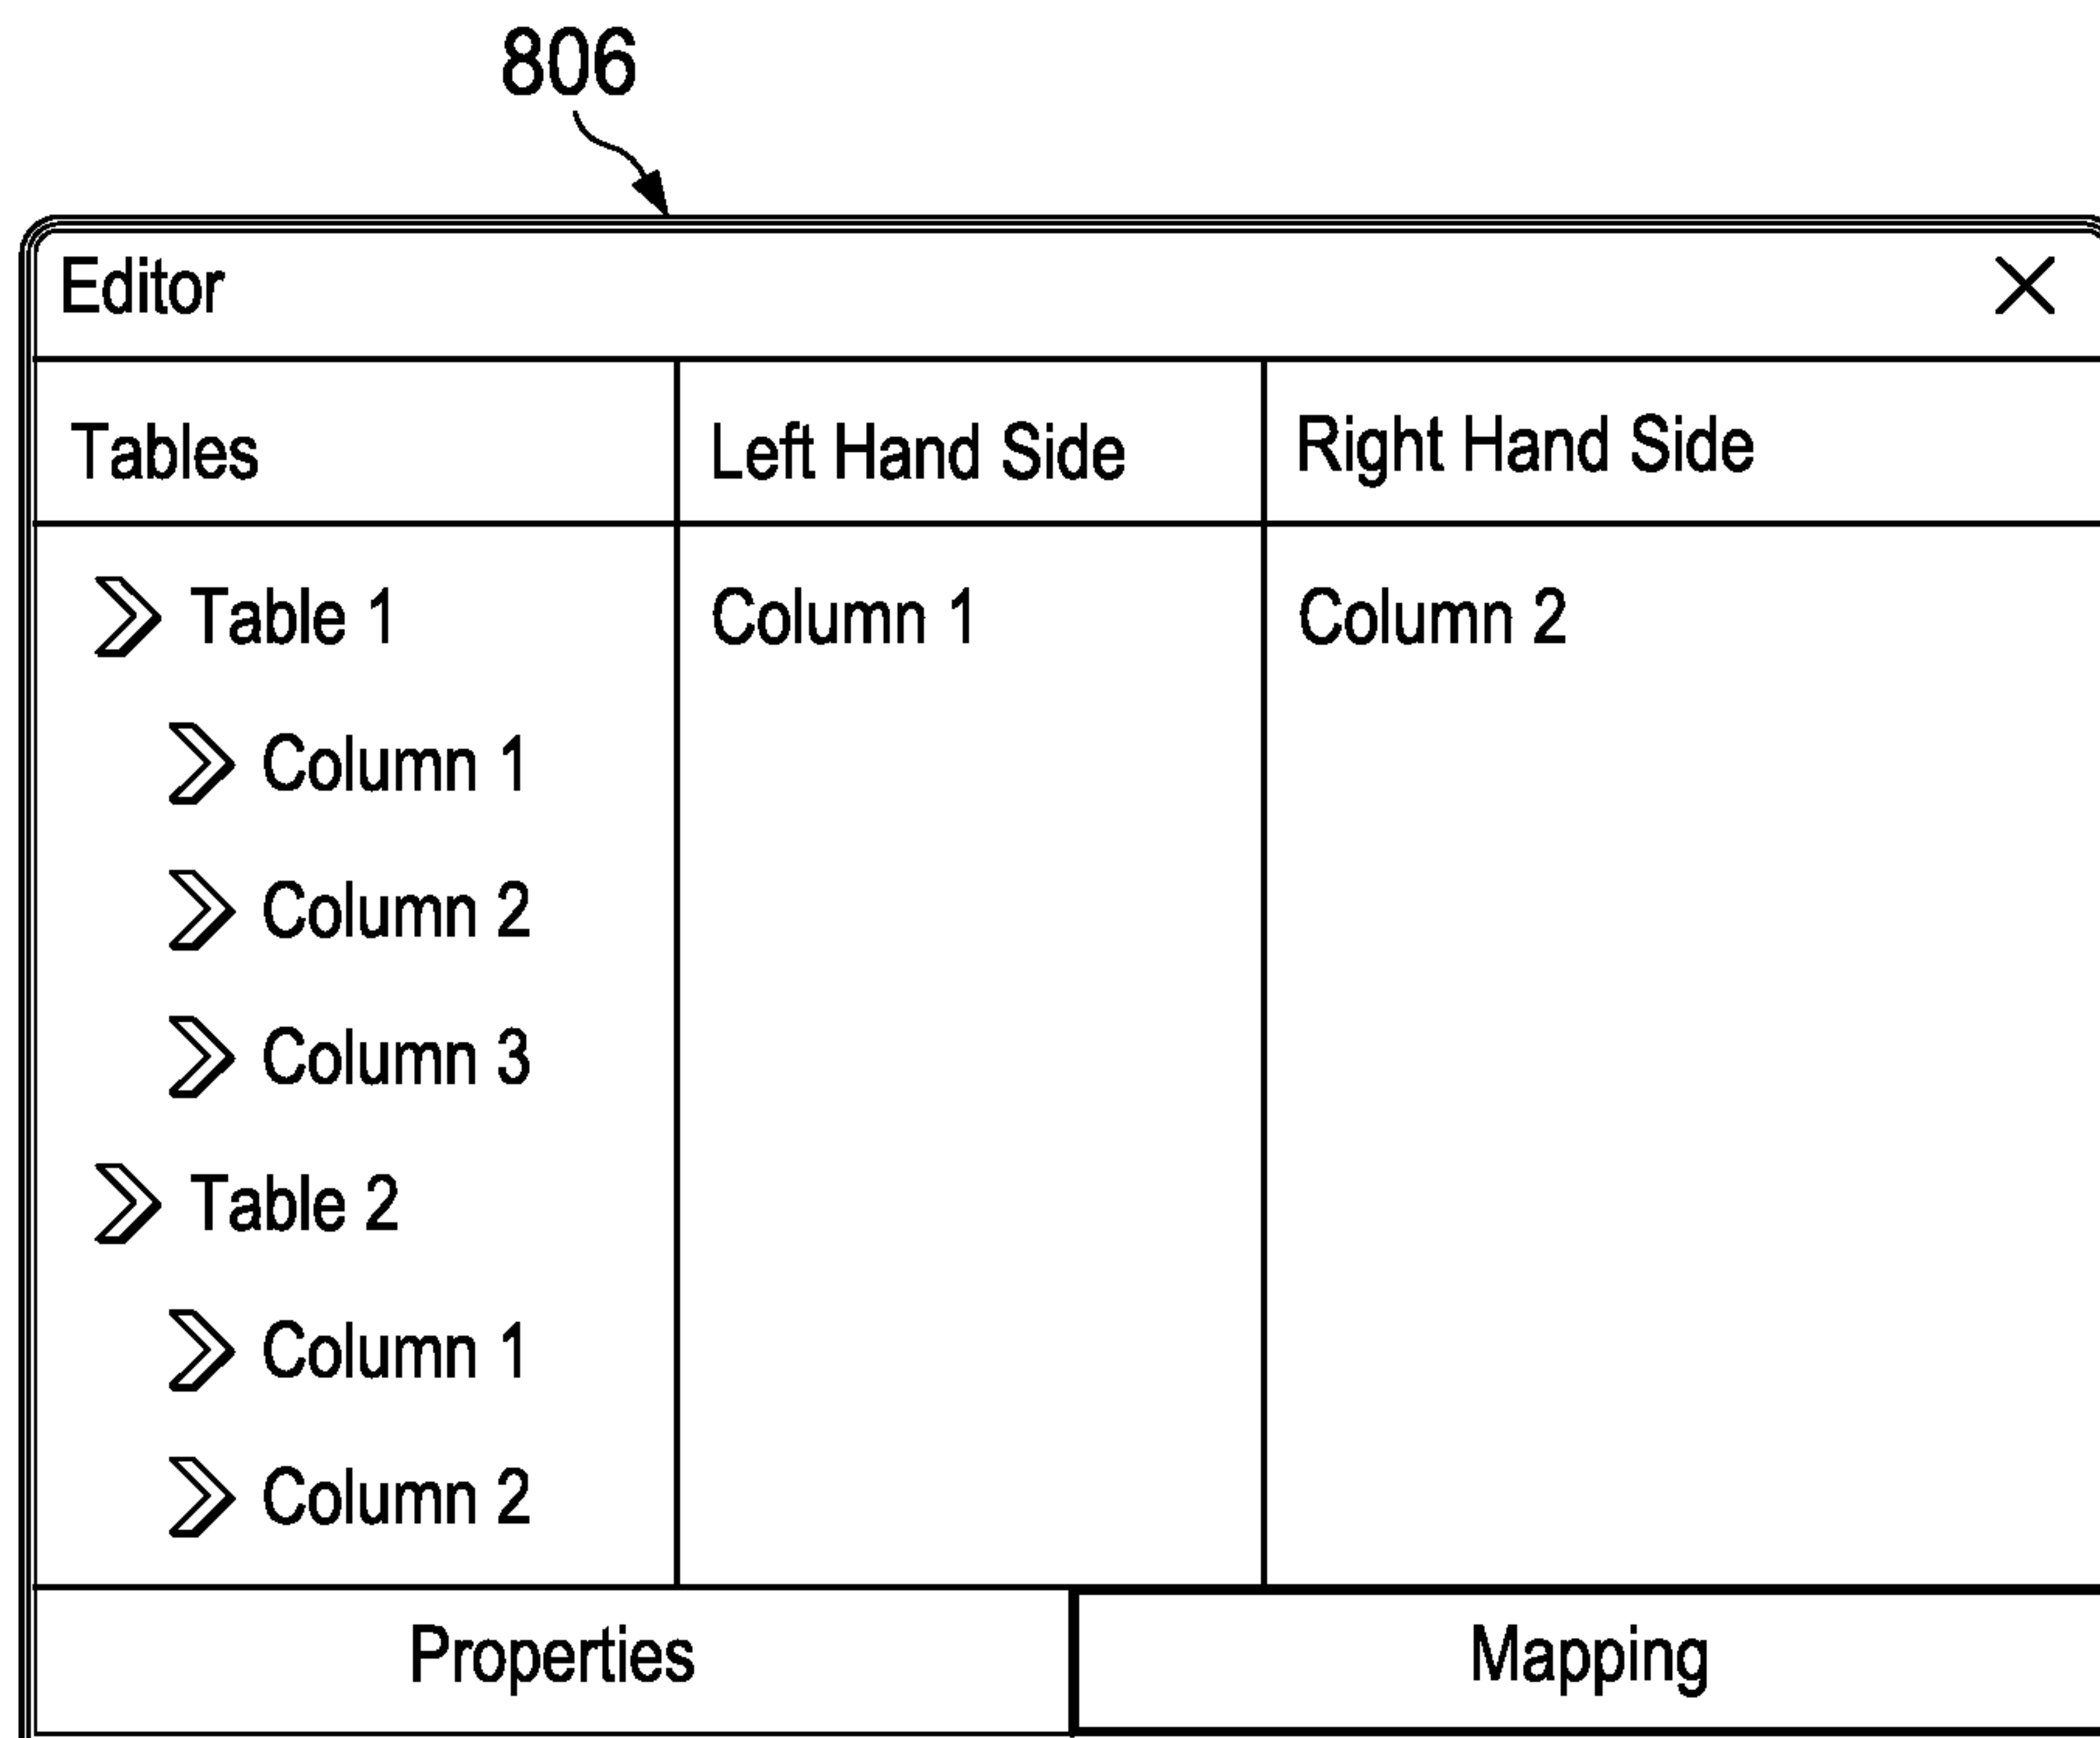 806
Editor
Tables Left Hand Side Right Hand Side
Table 1 Column 1 Column 2
Column 1
Column 2
Column 3
Table 2
Column 1
Column 2
Properties Mapping